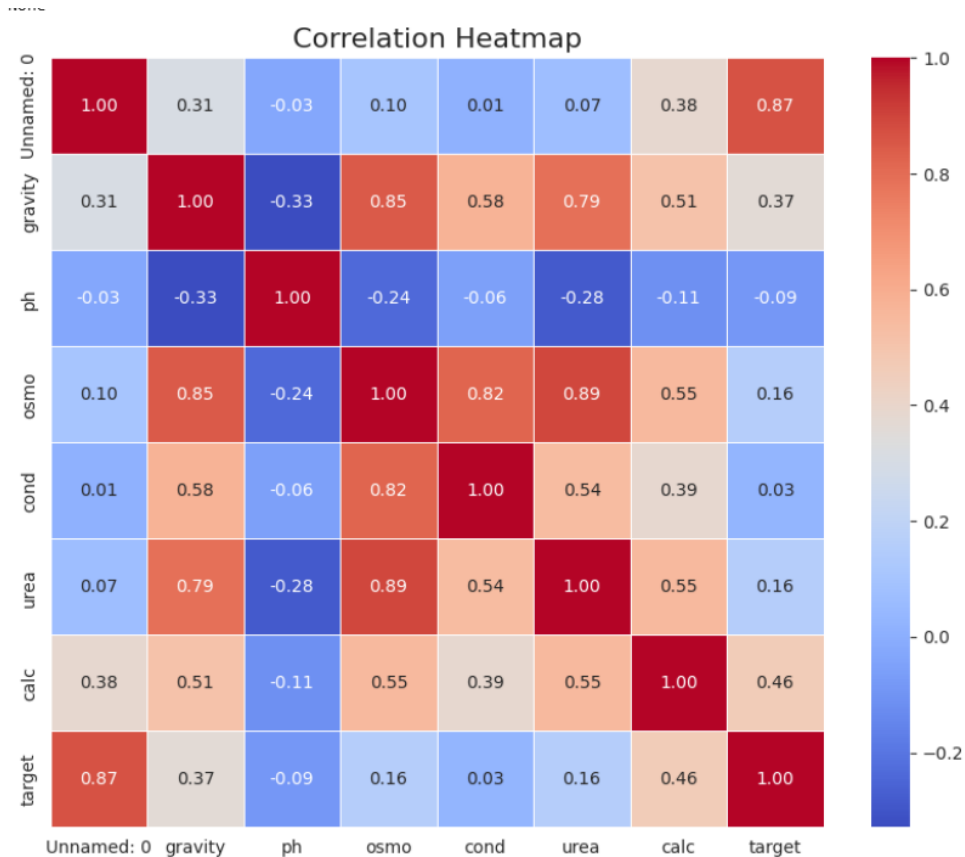 None
Correlation Heatmap
Unnamed: 0 1.00 0.31 -0.03 0.10 0.01 0.07 0.38 0.87
gravity 0.31 1.00 -0.33 0.85 0.58 0.79 0.51 0.37
ph -0.03 -0.33 1.00 -0.24 -0.06 -0.28 -0.11 -0.09
osmo 0.10 0.85 -0.24 1.00 0.82 0.89 0.55 0.16
cond 0.01 0.58 -0.06 0.82 1.00 0.54 0.39 0.03
urea 0.07 0.79 -0.28 0.89 0.54 1.00 0.55 0.16
calc 0.38 0.51 -0.11 0.55 0.39 0.55 1.00 0.46
target 0.87 0.37 -0.09 0.16 0.03 0.16 0.46 1.00
Unnamed: 0 gravity ph osmo cond urea calc target
1.0
0.8
0.6
0.4
0.2
0.0
−0.2